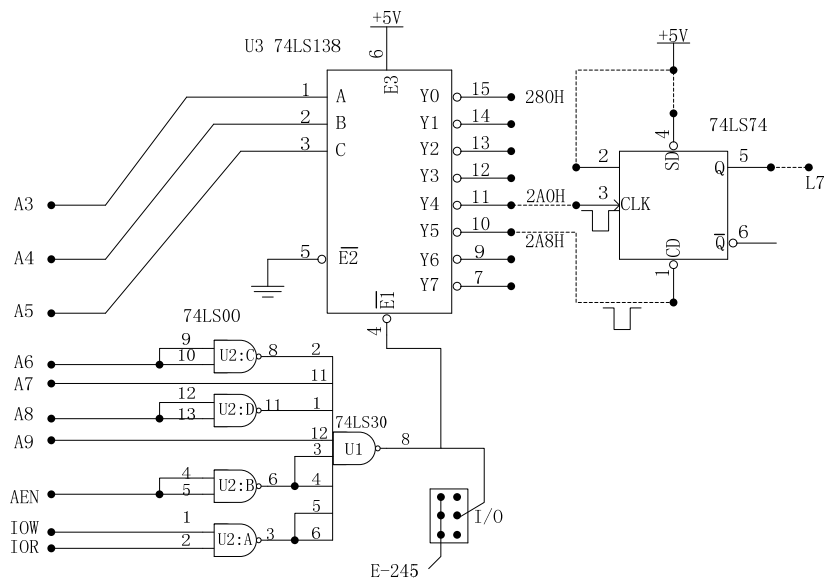 +5V
U3 74LS138
6
E3
1 A
2 B
3 C
5 E2
E1
4
Y0 15 280H
Y1 14
Y2 13
Y3 12
Y4 11 2A0H
Y5 10 2A8H
Y6 9
Y7 7
+5V
74LS74
4
SD
2
3 CLK
Q 5
L7
Q 6
CD
1
A3
A4
A5
74LS00
A6
9
10
U2:C 8
2
A7
11
A8
12
13
U2:D 11
1
74LS30
A9
12
3
U1 8
AEN
4
5
U2:B 6
4
IOW 1
IOR 2
U2:A 3
5
6
I/O
E-245